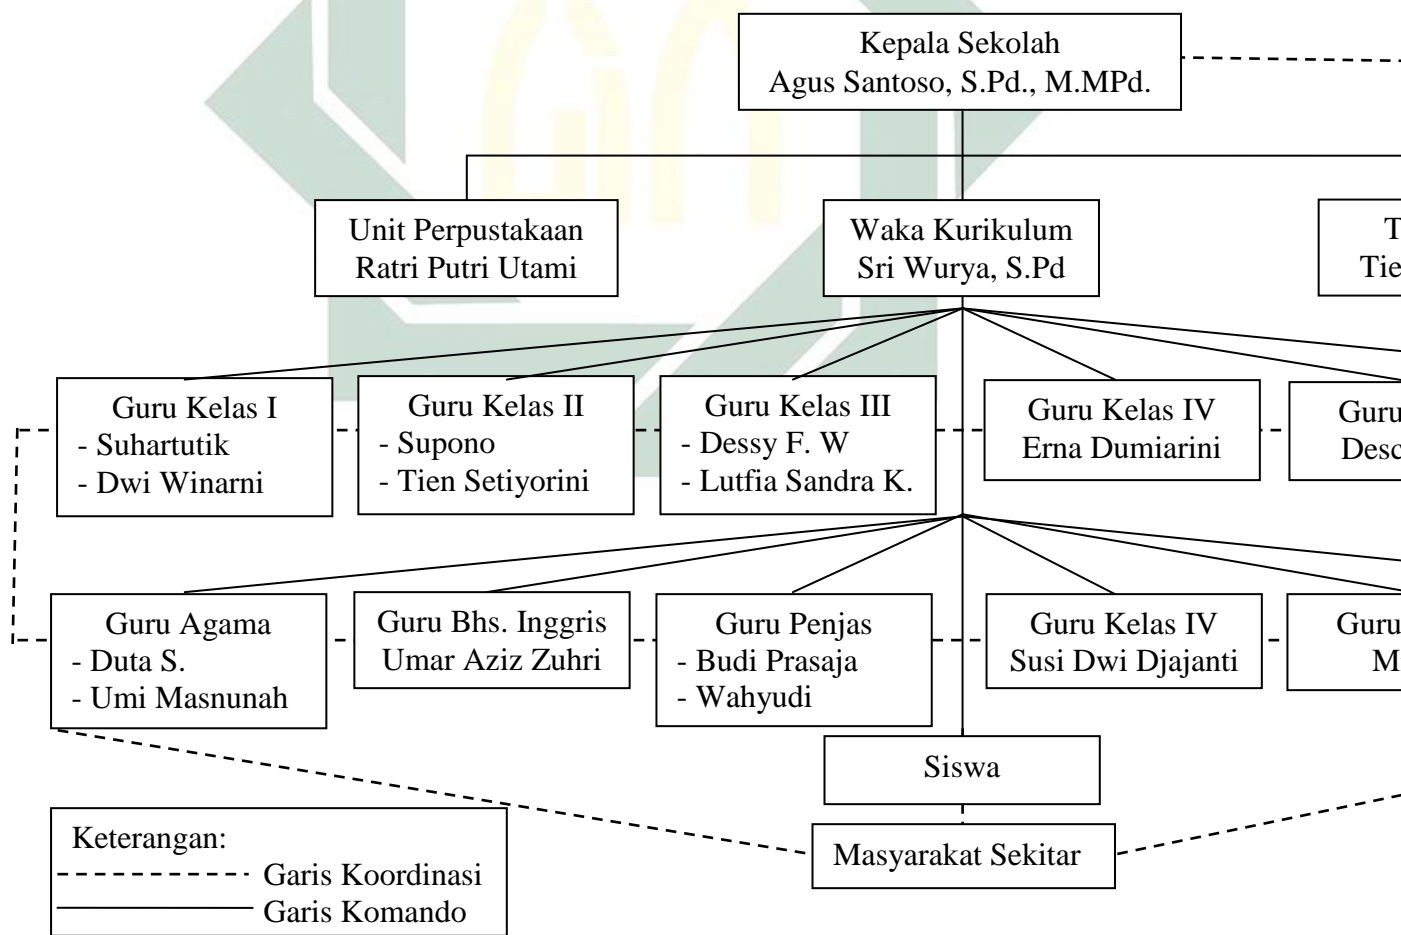 Kepala Sekolah
Agus Santoso, S.Pd., M.MPd.
Unit Perpustakaan
Ratri Putri Utami
Waka Kurikulum
Sri Wurya, S.Pd
Guru Kelas I
- Suhartutik
- Dwi Winarni
Guru Kelas II
- Supono
- Tien Setiyorini
Guru Kelas III
- Dessy F. W
- Lutfia Sandra K.
Guru Kelas IV
Erna Dumiarini
Guru
Guru Agama
- Duta S.
- Umi Masnunah
Guru Bhs. Inggris
Umar Aziz Zuhri
Guru Penjas
- Budi Prasaja
- Wahyudi
Guru Kelas IV
Susi Dwi Djajanti
Guru
Siswa
Masyarakat Sekitar
Keterangan:
Garis Koordinasi
Garis Komando